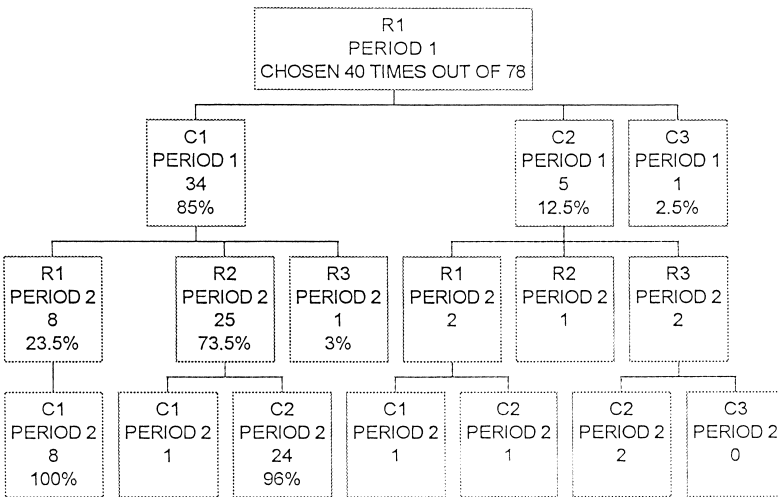 R1
PERIOD 1
CHOSEN 40 TIMES OUT OF 78
C1
PERIOD 1
34
85%
C2
PERIOD 1
5
12.5%
C3
PERIOD 1
1
2.5%
R1
PERIOD 2
8
23.5%
R2
PERIOD 2
25
73.5%
R3
PERIOD 2
1
3%
R1
PERIOD 2
2
R2
PERIOD 2
1
R3
PERIOD 2
2
C1
PERIOD 2
8
100%
C1
PERIOD 2
1
C2
PERIOD 2
24
96%
C1
PERIOD 2
1
C2
PERIOD 2
1
C2
PERIOD 2
2
C3
PERIOD 2
0